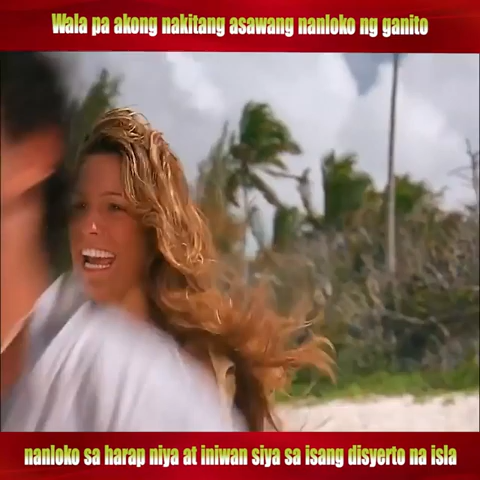 Wala pa akong nakitang asawang nanloko ng ganito
nanloko sa harap niya at iniwan siya sa isang disyerto na isla